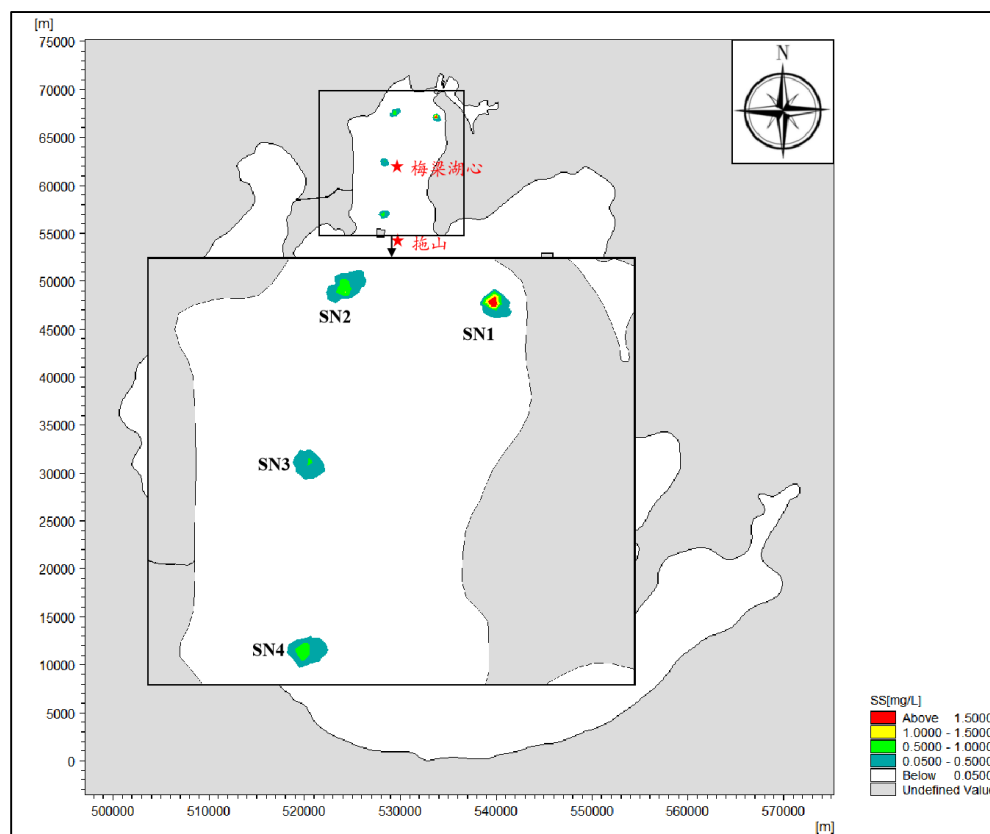 [m]
75000
70000
65000
60000
55000
50000
45000
40000
35000
30000
25000
20000
15000
10000
5000
0
N
梅梁湖心
拖山
SN2
SN1
SN3
SN4
500000 510000 520000 530000 540000 550000 560000 570000
[m]
SS[mg/L]
Above 1.5000
1.0000 - 1.5000
0.5000 - 1.0000
0.0500 - 0.5000
Below 0.0500
Undefined Value